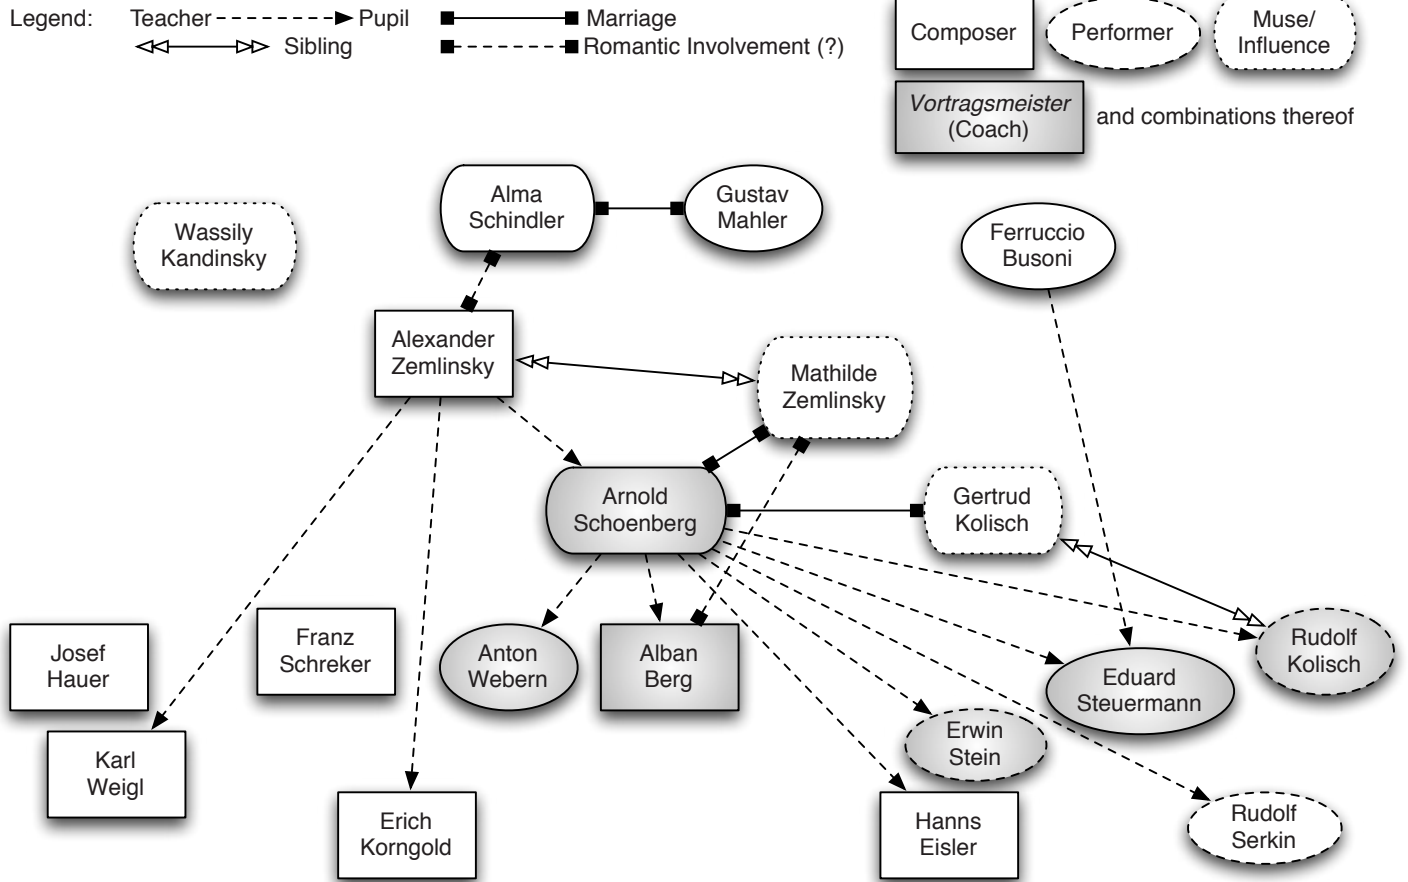 Legend:
Teacher
Pupil
Marriage
Sibling
Romantic Involvement (?)
Composer
Performer
Muse/
Influence
Vortragsmeister
(Coach)
and combinations thereof
Alma
Schindler
Gustav
Mahler
Wassily
Kandinsky
Ferruccio
Busoni
Alexander
Zemlinsky
Mathilde
Zemlinsky
Arnold
Schoenberg
Gertrud
Kolisch
Josef
Hauer
Franz
Schreker
Anton
Webern
Alban
Berg
Rudolf
Kolisch
Eduard
Steuermann
Erwin
Stein
Karl
Weigl
Erich
Korngold
Hanns
Eisler
Rudolf
Serkin